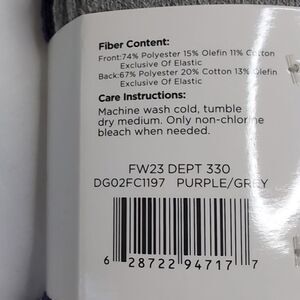 Fiber Content:
Front:74% Polyester 15% Olefin 11% Cotton
Exclusive Of Elastic
Back:67% Polyester 20% Cotton 13% Olefin
Exclusive Of Elastic
Care Instructions:
Machine wash cold, tumble
dry medium. Only non-chlorine
bleach when needed.
FW23 DEPT 330
DG02FC1197 PURPLE/GREY
6 28722 94717 7